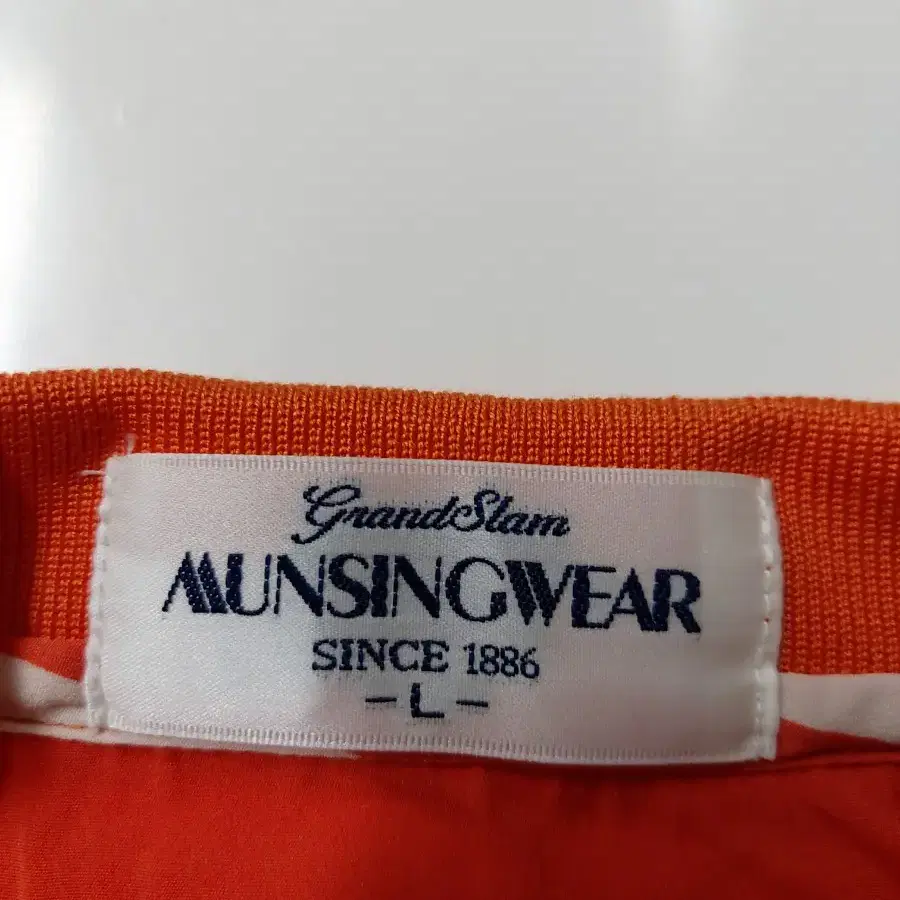 GrandSlam
MUNSINGWEAR
SINCE 1886
- L -